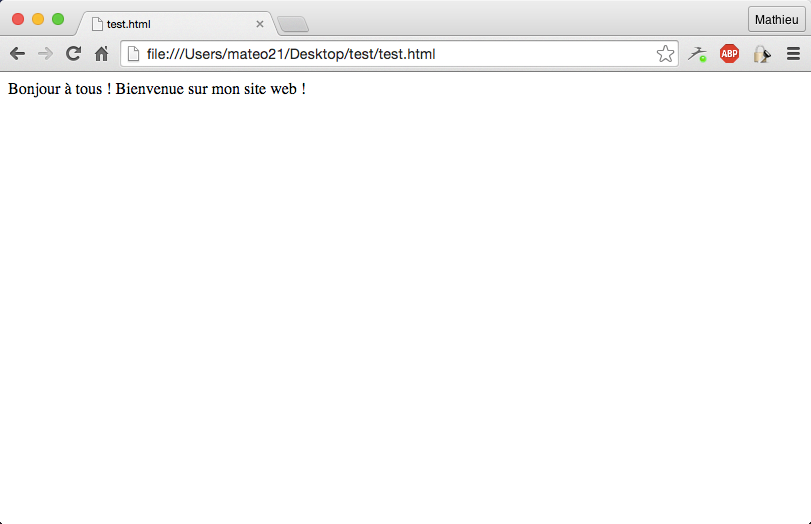 test.html
Mathieu
file:///Users/mateo21/Desktop/test/test.html
ABP
Bonjour à tous ! Bienvenue sur mon site web !